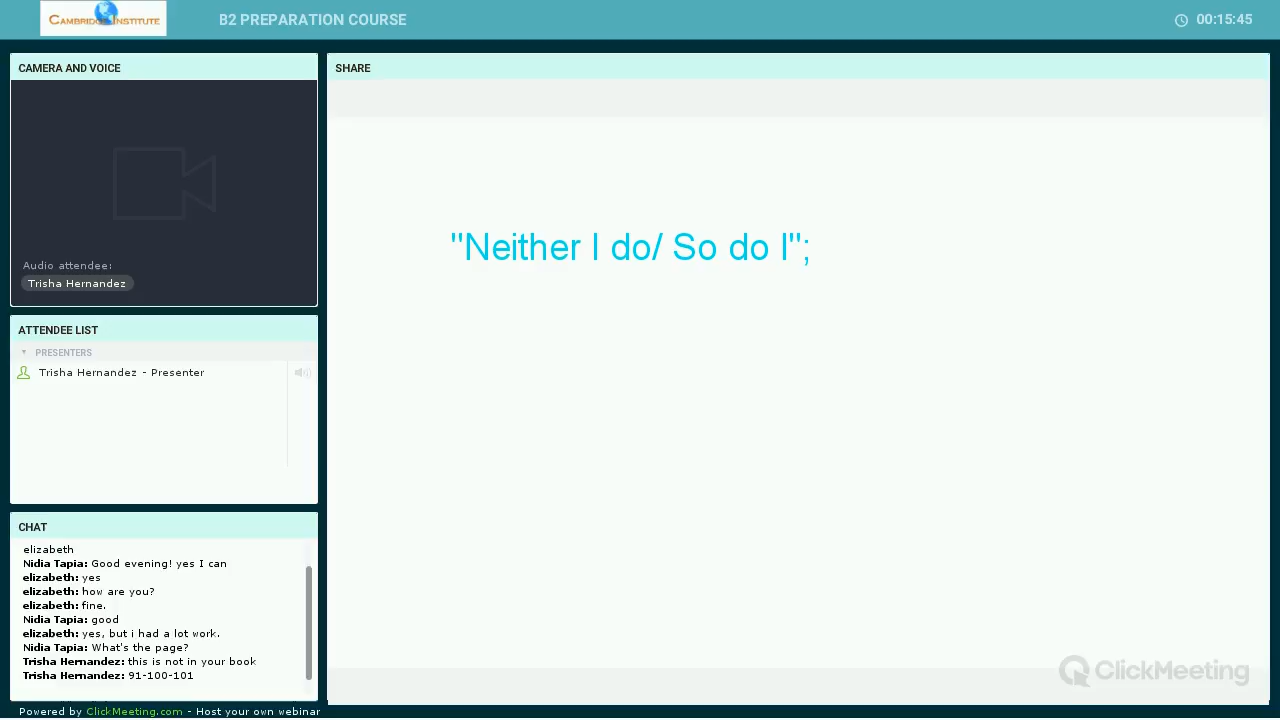 CAMBRIDGE INSTITUTE
B2 PREPARATION COURSE
00:15:45
CAMERA AND VOICE
Audio attendee:
Trisha Hernandez
ATTENDEE LIST
PRESENTERS
Trisha Hernandez - Presenter
CHAT
elizabeth
Nidia Tapia: Good evening! yes I can
elizabeth: yes
elizabeth: how are you?
elizabeth: fine.
Nidia Tapia: good
elizabeth: yes, but i had a lot work.
Nidia Tapia: What's the page?
Trisha Hernandez: this is not in your book
Trisha Hernandez: 91-100-101
Powered by ClickMeeting.com - Host your own webinar
SHARE
"Neither I do/ So do I";
ClickMeeting